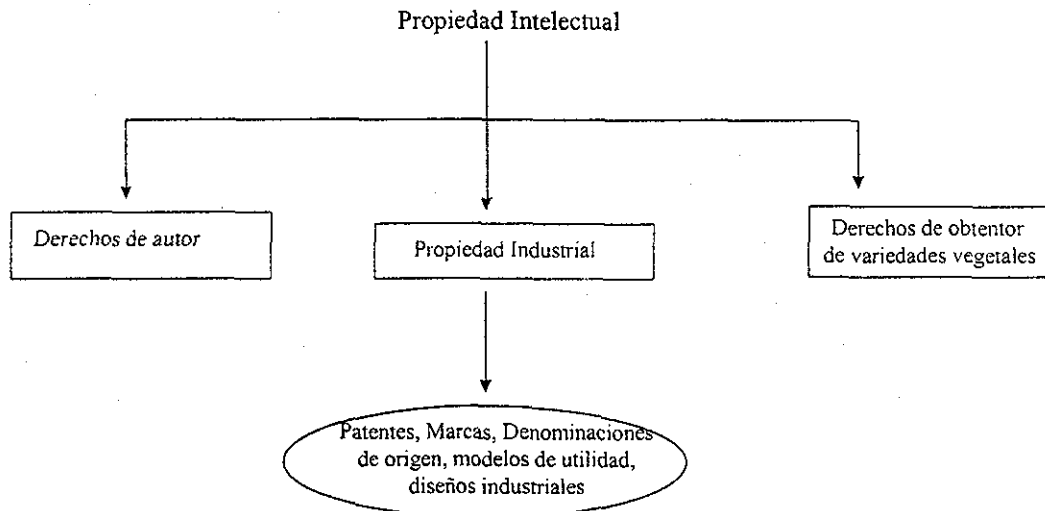 Propiedad Intelectual
Derechos de autor
Propiedad Industrial
Derechos de obtentor
de variedades vegetales
Patentes, Marcas, Denominaciones
de origen, modelos de utilidad,
diseños industriales